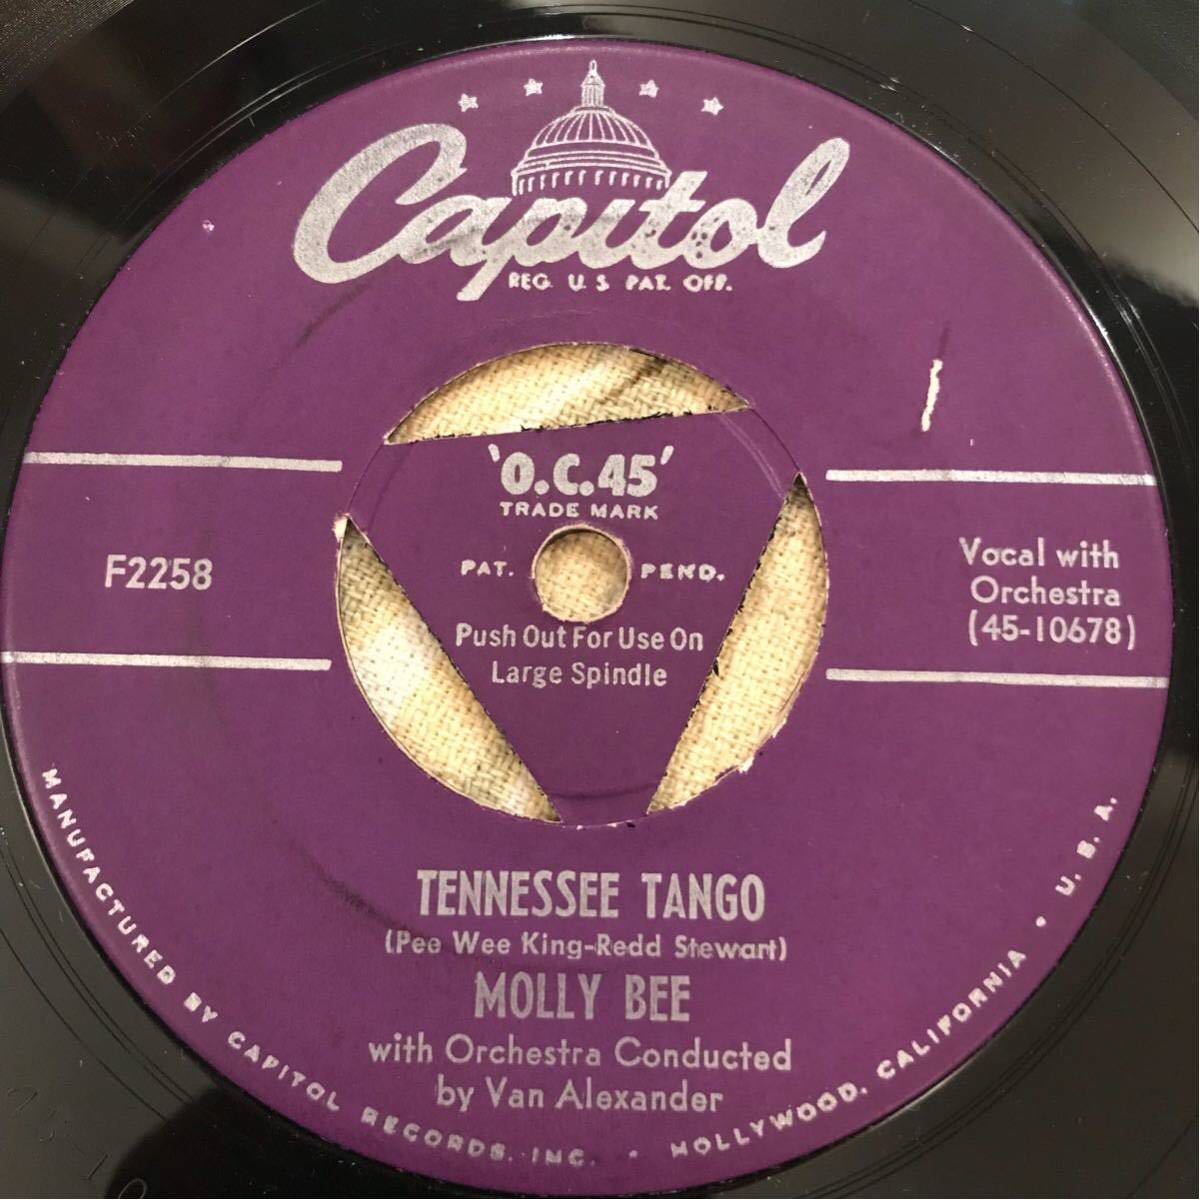 Capitol
REG. U.S. PAT. OFF.
'O.C.45'
TRADE MARK
PAT. PEND.
Push Out For Use On
Large Spindle
F2258
Vocal with
Orchestra
(45-10678)
TENNESSEE TANGO
(Pee Wee King-Redd Stewart)
MOLLY BEE
with Orchestra Conducted
by Van Alexander
MANUFACTURED BY CAPITOL RECORDS, INC. • HOLLYWOOD, CALIFORNIA • U. S. A.